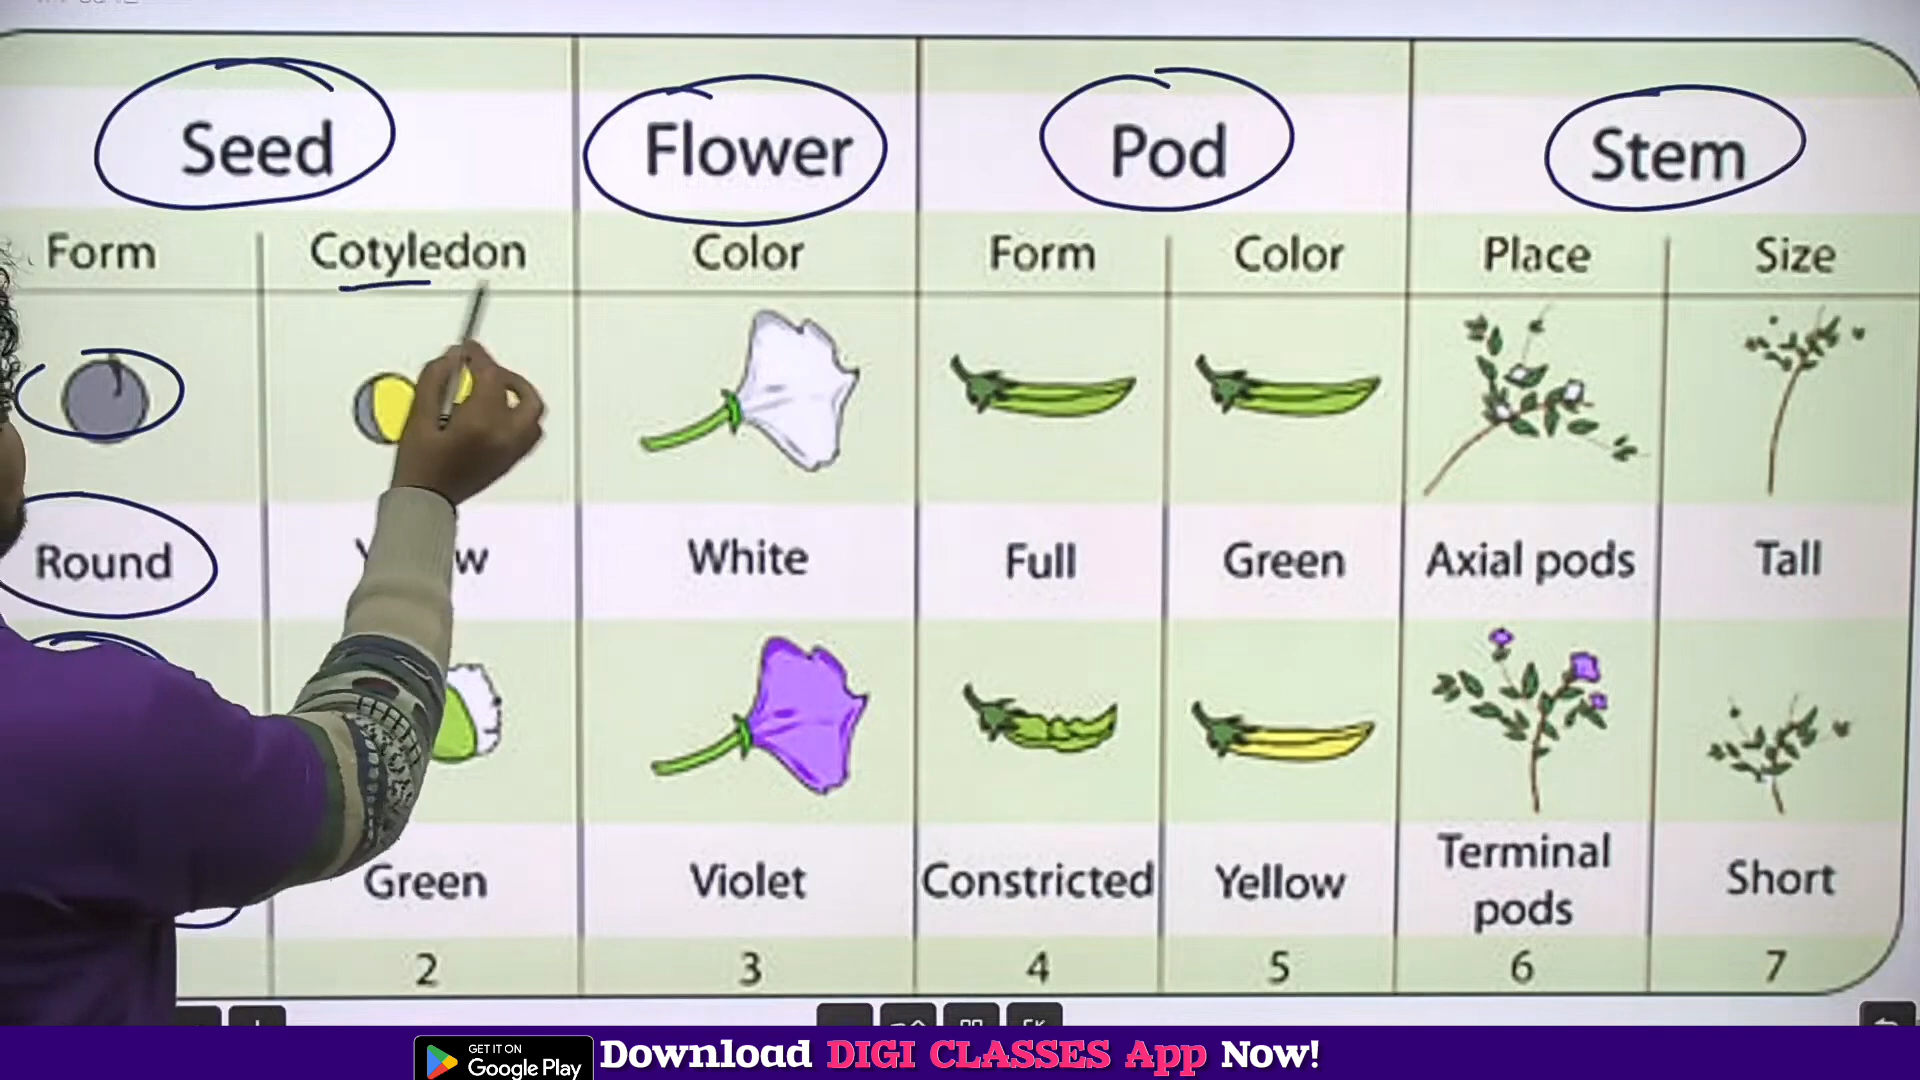 Seed Flower Pod Stem
Form Cotyledon Color Form Color Place Size
Round White Full Green Axial pods Tall
Green Violet Constricted Yellow Terminal pods Short
2 3 4 5 6 7
GET IT ON
Google Play
Download DIGI CLASSES App Now!